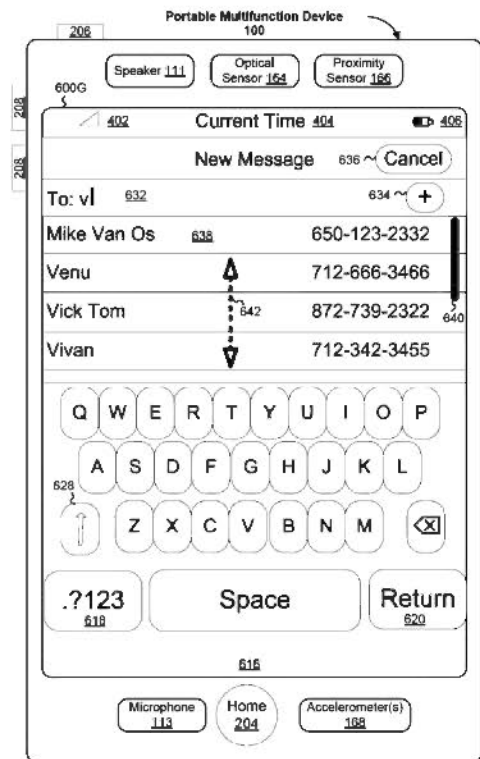 Portable Multifunction Device
100
206
Speaker 111
Optical
Sensor 164
Proximity
Sensor 166
600G
208
402
Current Time 404
406
New Message
636
Cancel
208
To: v
632
634
+
Mike Van Os
638
650-123-2332
Venu
712-666-3466
Vick Tom
642
872-739-2322
640
Vivan
712-342-3455
Q W E R T Y U I O P
A S D F G H J K L
628
Z X C V B N M
.?123
618
Space
Return
620
616
Microphone
113
Home
204
Accelerometer(s)
168